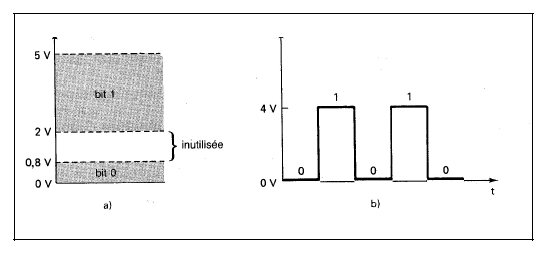 5 V
bit 1
2 V
inutilisée
0,8 V
bit 0
0 V
a)
1 1
4 V
0 0 0
0 V
t
b)